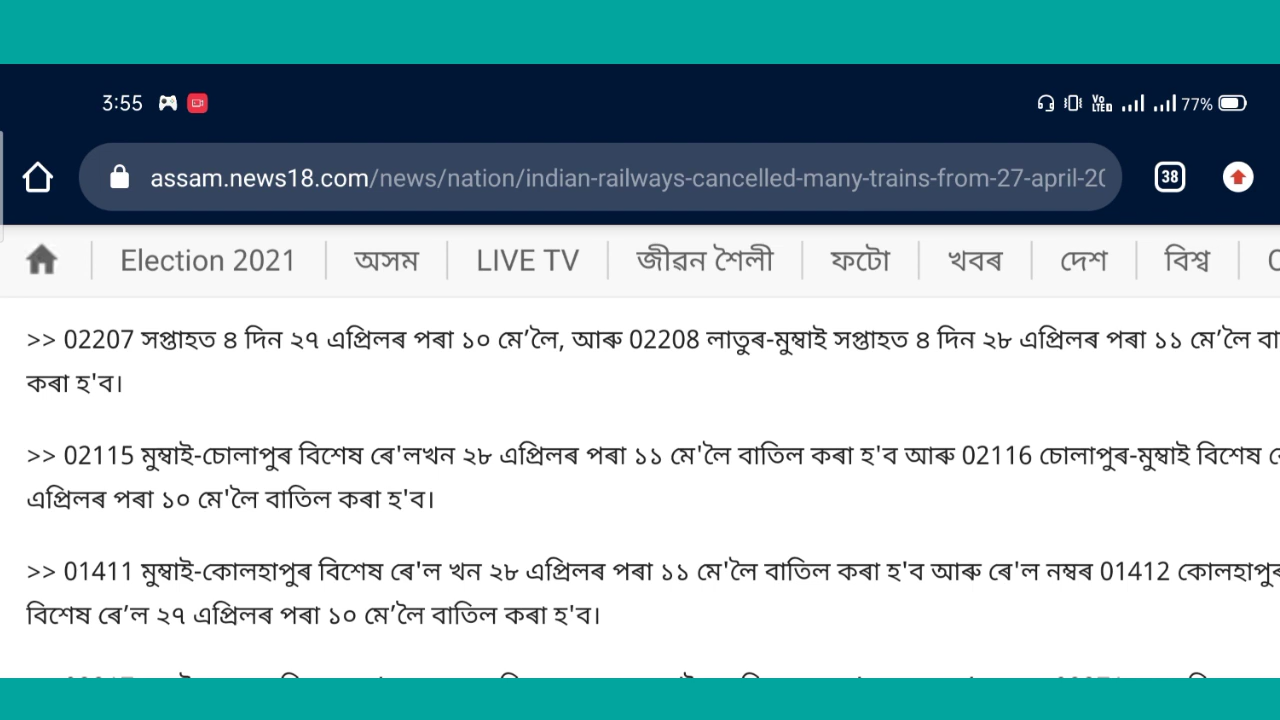 3:55 77%
assam.news18.com/news/nation/indian-railways-cancelled-many-trains-from-27-april-20 38
Election 2021 অসম LIVE TV জীৱন শৈলী ফটো খবৰ দেশ বিশ্ব
>> 02207 সপ্তাহত ৪ দিন ২৭ এপ্ৰিলৰ পৰা ১০ মে’লৈ, আৰু 02208 লাতুৰ-মুম্বাই সপ্তাহত ৪ দিন ২৮ এপ্ৰিলৰ পৰা ১১ মে’লৈ বা
কৰা হ'ব।
>> 02115 মুম্বাই-চোলাপুৰ বিশেষ ৰে'লখন ২৮ এপ্ৰিলৰ পৰা ১১ মে'লৈ বাতিল কৰা হ'ব আৰু 02116 চোলাপুৰ-মুম্বাই বিশেষ
এপ্ৰিলৰ পৰা ১০ মে'লৈ বাতিল কৰা হ'ব।
>> 01411 মুম্বাই-কোলহাপুৰ বিশেষ ৰে'ল খন ২৮ এপ্ৰিলৰ পৰা ১১ মে'লৈ বাতিল কৰা হ'ব আৰু ৰে'ল নম্বৰ 01412 কোলহাপুৰ
বিশেষ ৰে’ল ২৭ এপ্ৰিলৰ পৰা ১০ মে’লৈ বাতিল কৰা হ'ব।